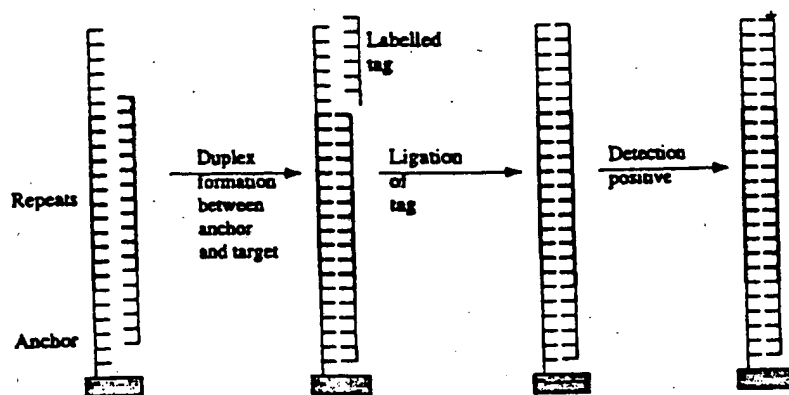 Labelled
tag
Duplex
formation
between
anchor
and target
Ligation
of
tag
Detection
positive
Repeats
Anchor
+